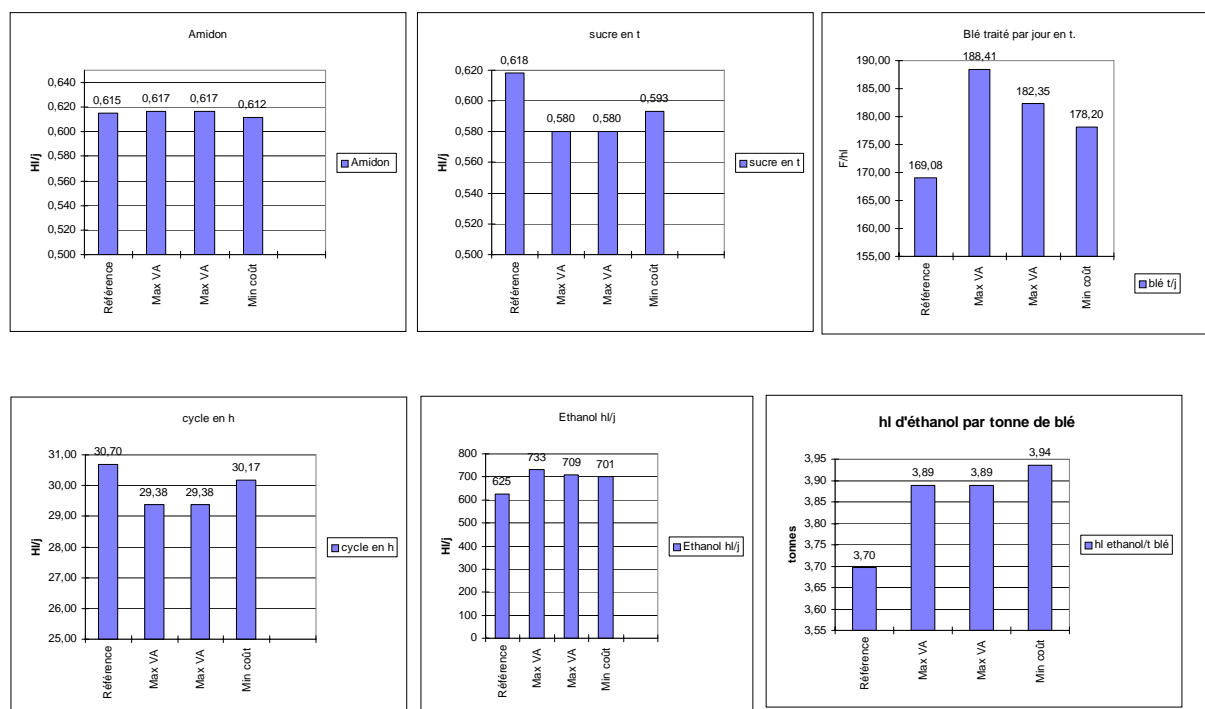 Amidon
Hl/j
0,640
0,620
0,600
0,580
0,560
0,540
0,520
0,500
0,615
0,617
0,617
0,612
Référence
Max VA
Max VA
Min coût
Amidon
sucre en t
Hl/j
0,620
0,600
0,580
0,560
0,540
0,520
0,500
0,618
0,580
0,580
0,593
Référence
Max VA
Max VA
Min coût
sucre en t
Blé traité par jour en t.
F/hl
190,00
185,00
180,00
175,00
170,00
165,00
160,00
155,00
169,08
188,41
182,35
178,20
Référence
Max VA
Max VA
Min coût
blé t/j
cycle en h
Hl/j
31,00
30,00
29,00
28,00
27,00
26,00
25,00
30,70
29,38
29,38
30,17
Référence
Max VA
Max VA
Min coût
cycle en h
Ethanol hl/j
Hl/j
800
700
600
500
400
300
200
100
0
625
733
709
701
Référence
Max VA
Max VA
Min coût
Ethanol hl/j
hl d'éthanol par tonne de blé
tonnes
3,95
3,90
3,85
3,80
3,75
3,70
3,65
3,60
3,55
3,70
3,89
3,89
3,94
Référence
Max VA
Max VA
Min coût
hl ethanol/t blé